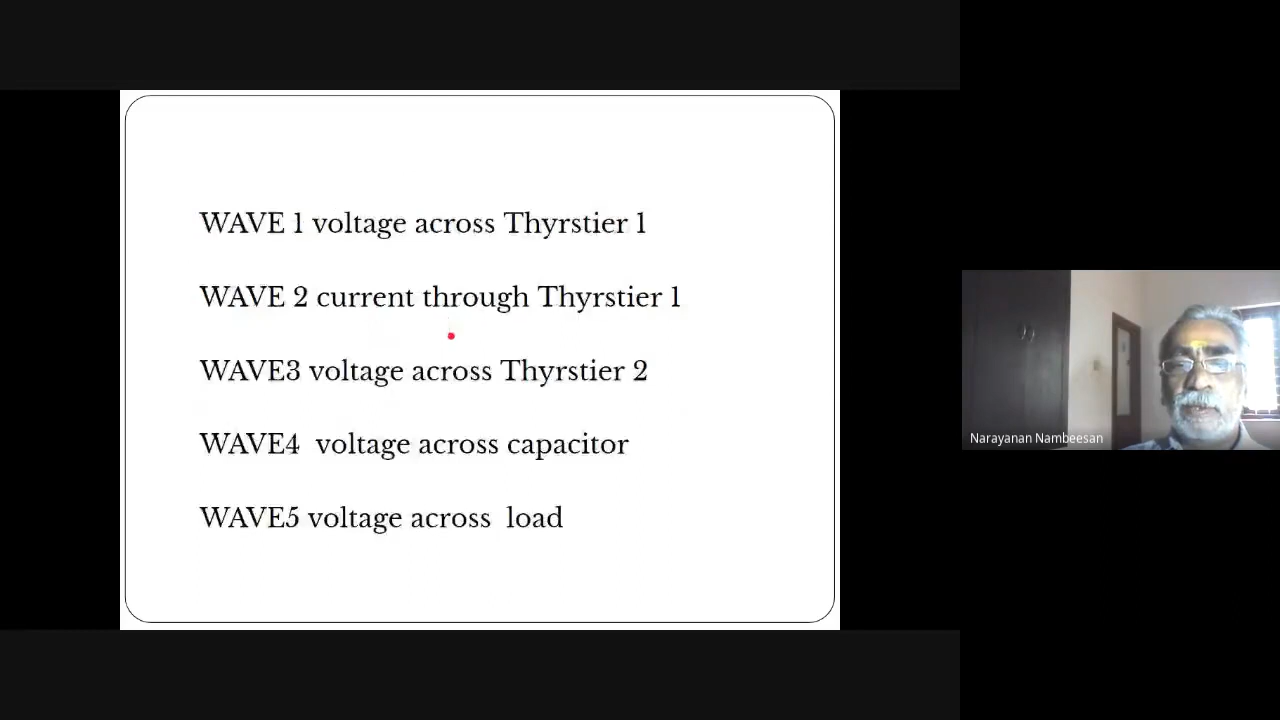 WAVE 1 voltage across Thyrstier 1
WAVE 2 current through Thyrstier 1
WAVE3 voltage across Thyrstier 2
WAVE4 voltage across capacitor
WAVE5 voltage across load
Narayanan Nambeesan